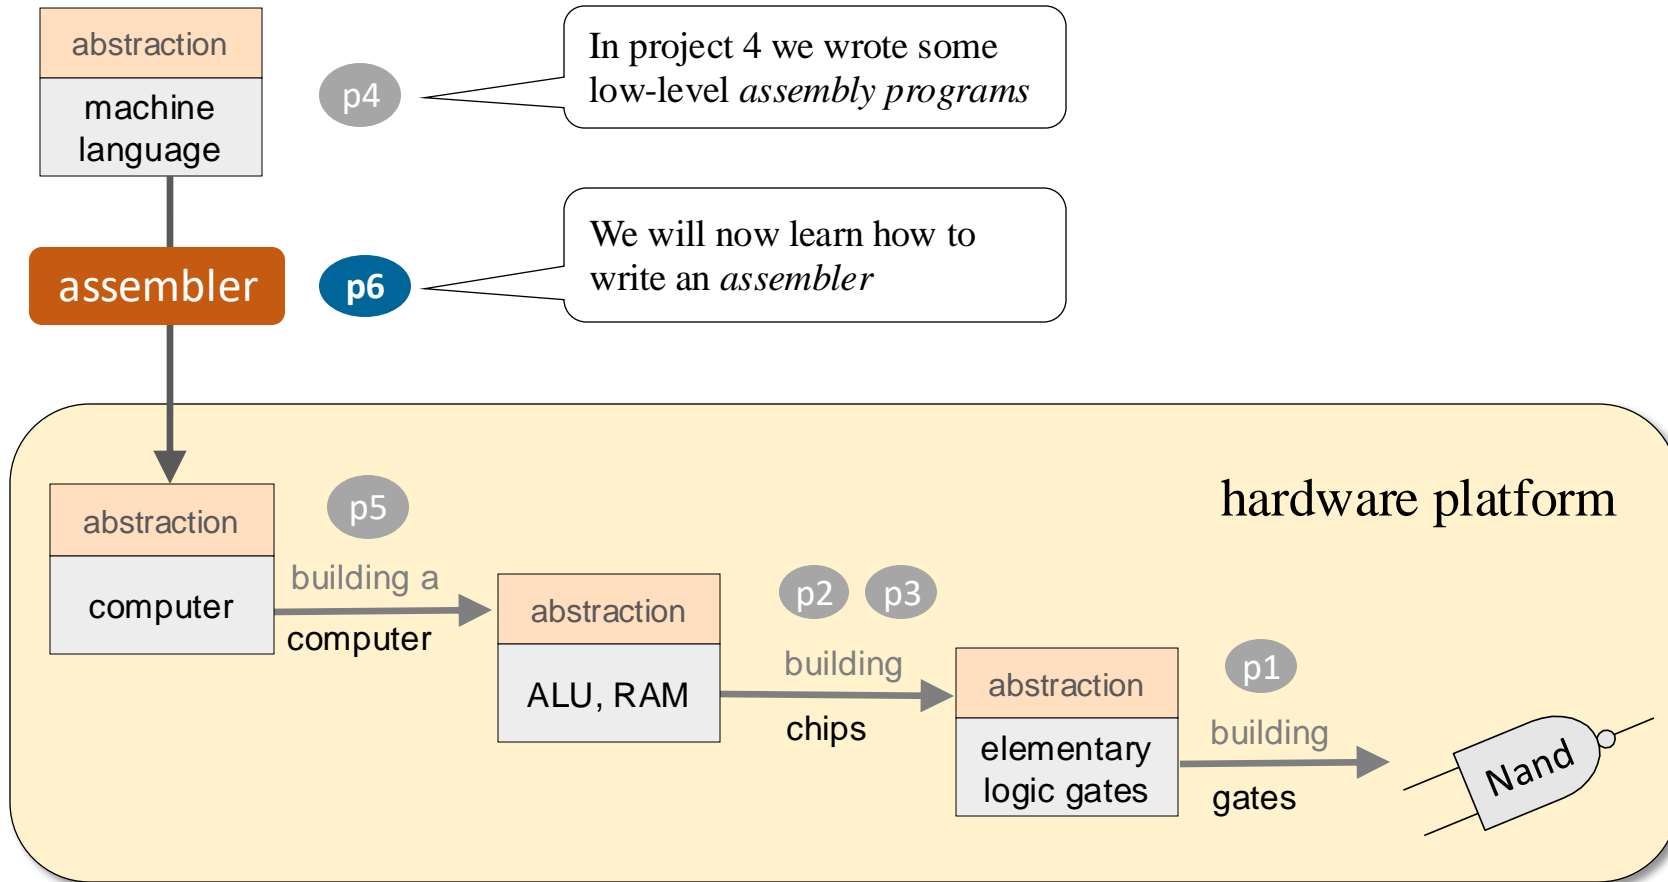 abstraction
machine
language
p4
In project 4 we wrote some
low-level assembly programs
assembler
p6
We will now learn how to
write an assembler
hardware platform
abstraction
computer
p5
building a
computer
abstraction
ALU, RAM
p2 p3
building
chips
abstraction
elementary
logic gates
p1
building
gates
Nand